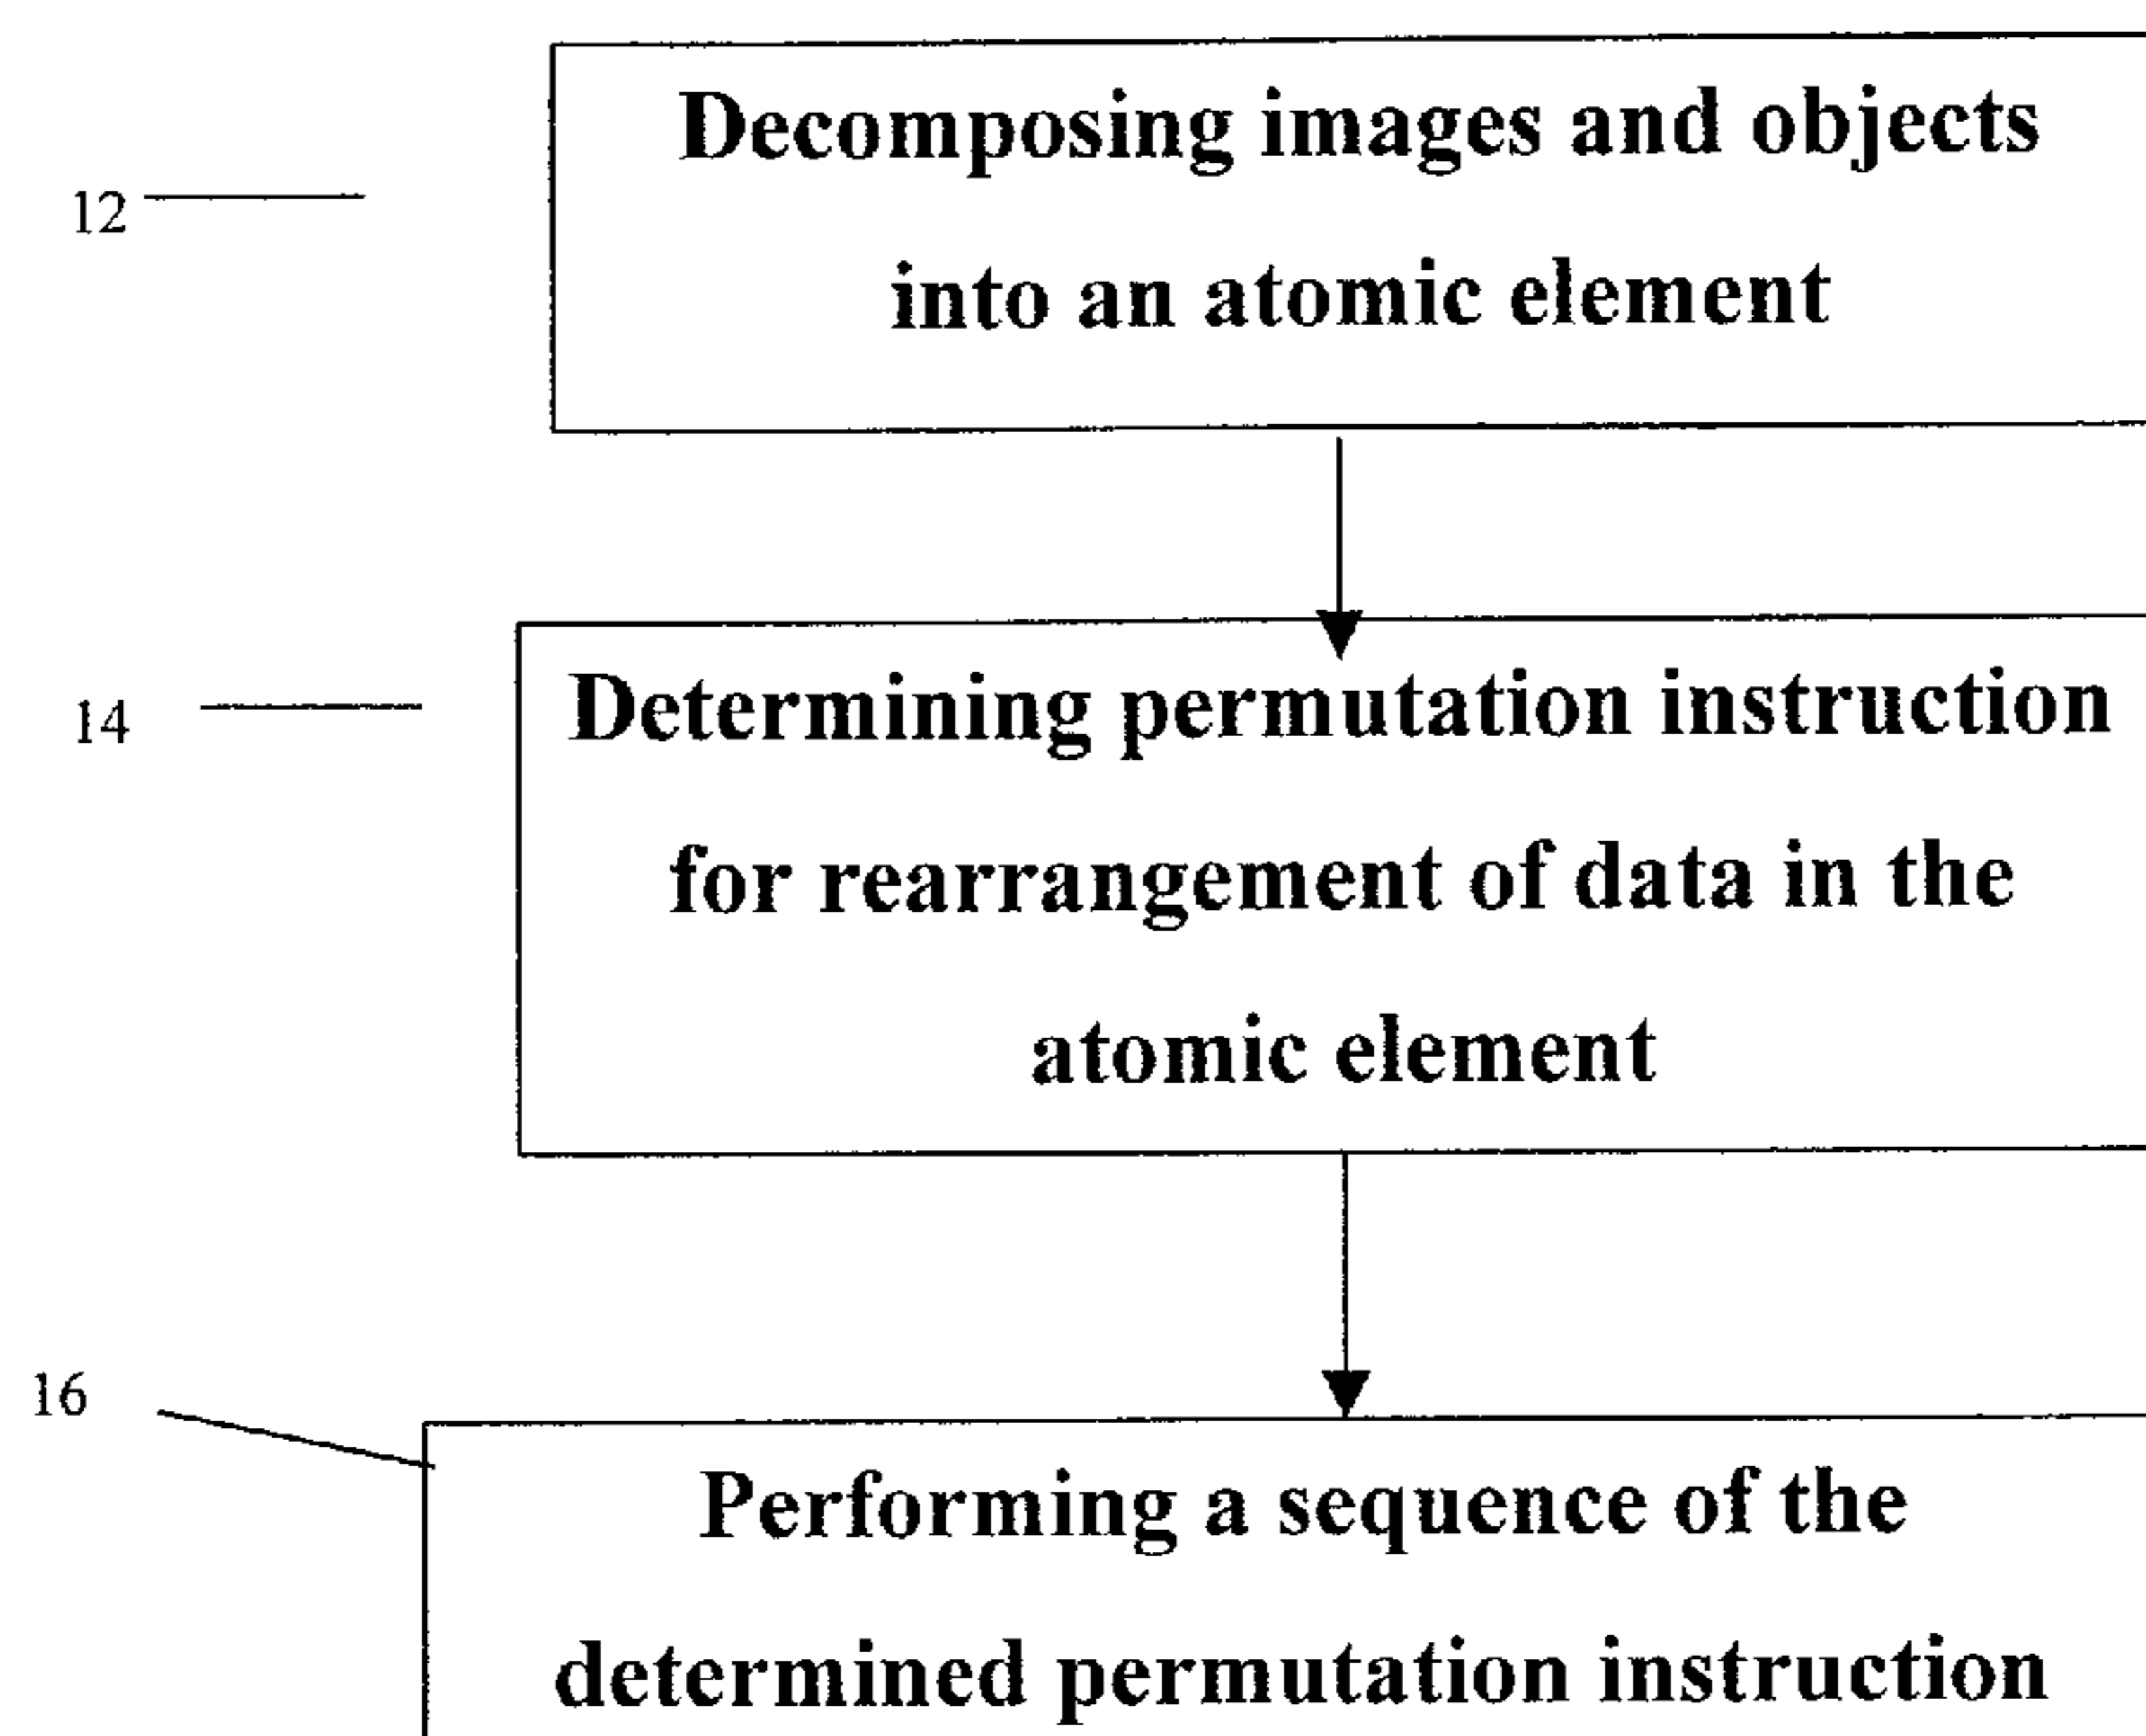 Decomposing images and objects
12
into an atomic element
14
Determining permutation instruction
for rearrangement of data in the
atomic element
16
Performing a sequence of the
determined permutation instruction